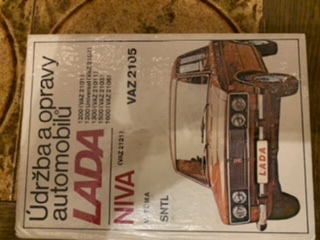 Údržba a opravy
automobilů
LADA
1200 (VAZ 2101)
1200 Universal (VAZ 2102)
1300 (VAZ 21011)
1500 (VAZ 2103)
1600 (VAZ 2106)
VAZ 2105
NIVA
(VAZ 2121)
TŮMA
SNTL
LADA